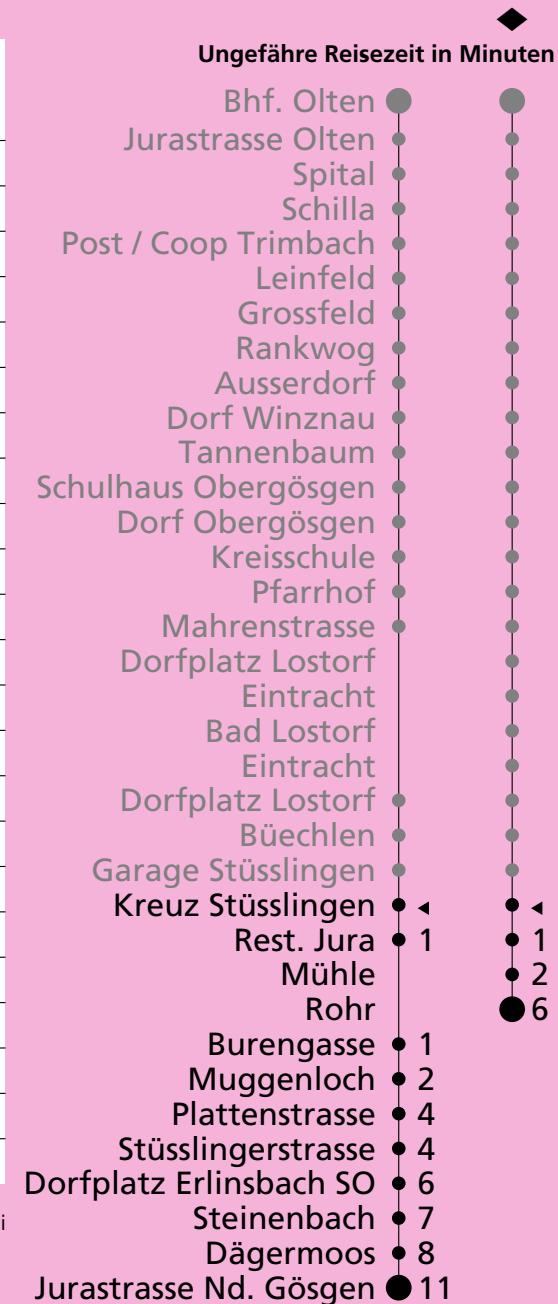 Ungefähre Reisezeit in Minuten
Bhf. Olten
Jurastrasse Olten
Spital
Schilla
Post / Coop Trimbach
Leinfeld
Grossfeld
Rankwog
Ausserdorf
Dorf Winznau
Tannenbaum
Schulhaus Obergösgen
Dorf Obergösgen
Kreisschule
Pfarrhof
Mahrenstrasse
Dorfplatz Lostorf
Eintracht
Bad Lostorf
Eintracht
Dorfplatz Lostorf
Büechlen
Garage Stüsslingen
Kreuz Stüsslingen
Rest. Jura 1 1
Mühle 2
Rohr 6
Burengasse 1
Muggenloch 2
Plattenstrasse 4
Stüsslingerstrasse 4
Dorfplatz Erlinsbach SO 6
i Steinenbach 7
Dägermoos 8
Jurastrasse Nd. Gösgen 11